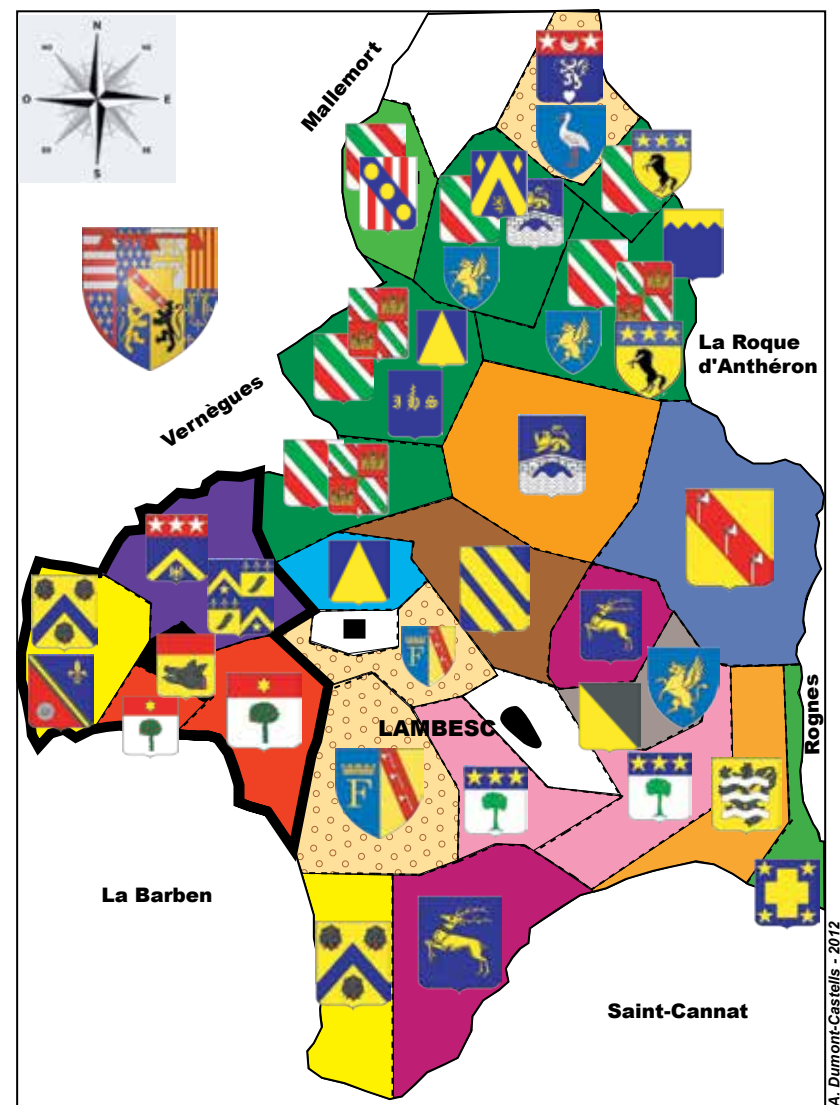 N
O
E
S
Mallemort
La Roque
d'Anthéron
Vernègues
I H S
F
LAMBESC
F
Rognes
La Barben
Saint-Cannat
A. Dumont-Castells - 2012